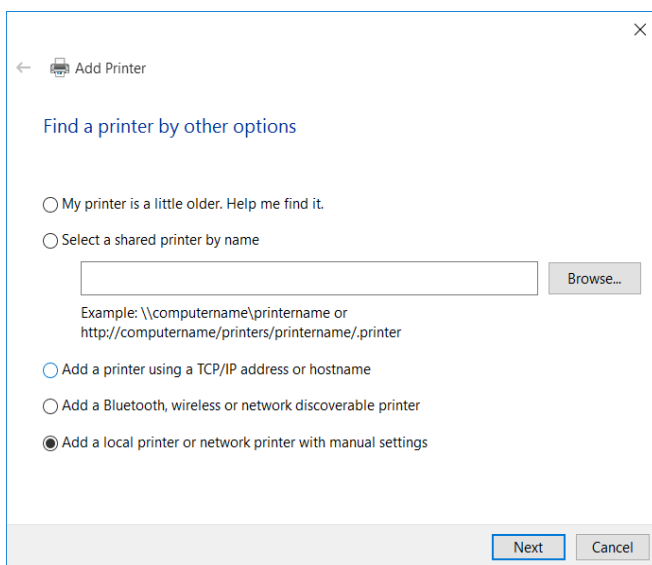 Add Printer
Find a printer by other options
My printer is a little older. Help me find it.
Select a shared printer by name
Browse...
Example: \\computername\printername or
http://computername/printers/printername/.printer
Add a printer using a TCP/IP address or hostname
Add a Bluetooth, wireless or network discoverable printer
Add a local printer or network printer with manual settings
Next Cancel